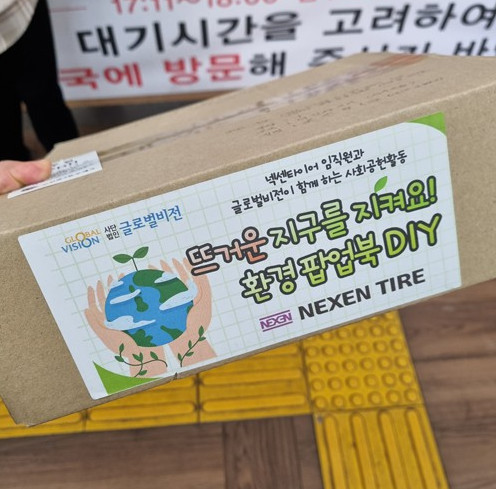 대기시간을 고려하여
국에 방문해
GLOBAL VISION 사단법인 글로벌비전
넥센타이어 임직원과
글로벌비전이 함께 하는 사회공헌활동
뜨거운 지구를 지켜요!
환경 팝업북 DIY
NEXEN NEXEN TIRE